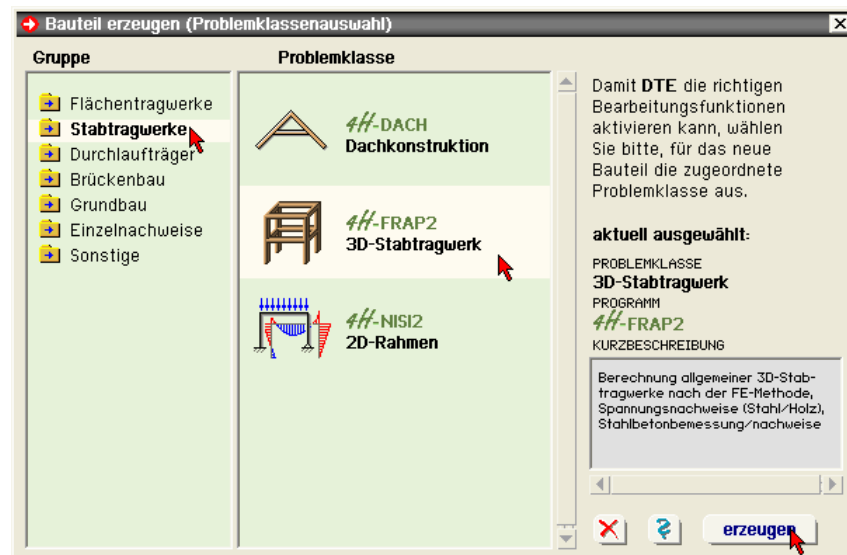 Bauteil erzeugen (Problemklassenauswahl)
Gruppe
Problemklasse
Flächentragwerke
Stabtragwerke
Durchlaufträger
Brückenbau
Grundbau
Einzelnachweise
Sonstige
4H-DACH
Dachkonstruktion
4H-FRAP2
3D-Stabtragwerk
4H-NISI2
2D-Rahmen
Damit DTE die richtigen
Bearbeitungsfunktionen
aktivieren kann, wählen
Sie bitte, für das neue
Bauteil die zugeordnete
Problemklasse aus.
aktuell ausgewählt:
PROBLEMKLASSE
3D-Stabtragwerk
PROGRAMM
4H-FRAP2
KURZBESCHREIBUNG
Berechnung allgemeiner 3D-Stab-
tragwerke nach der FE-Methode,
Spannungsnachweise (Stahl/Holz),
Stahlbetonbemessung/nachweise
erzeugen